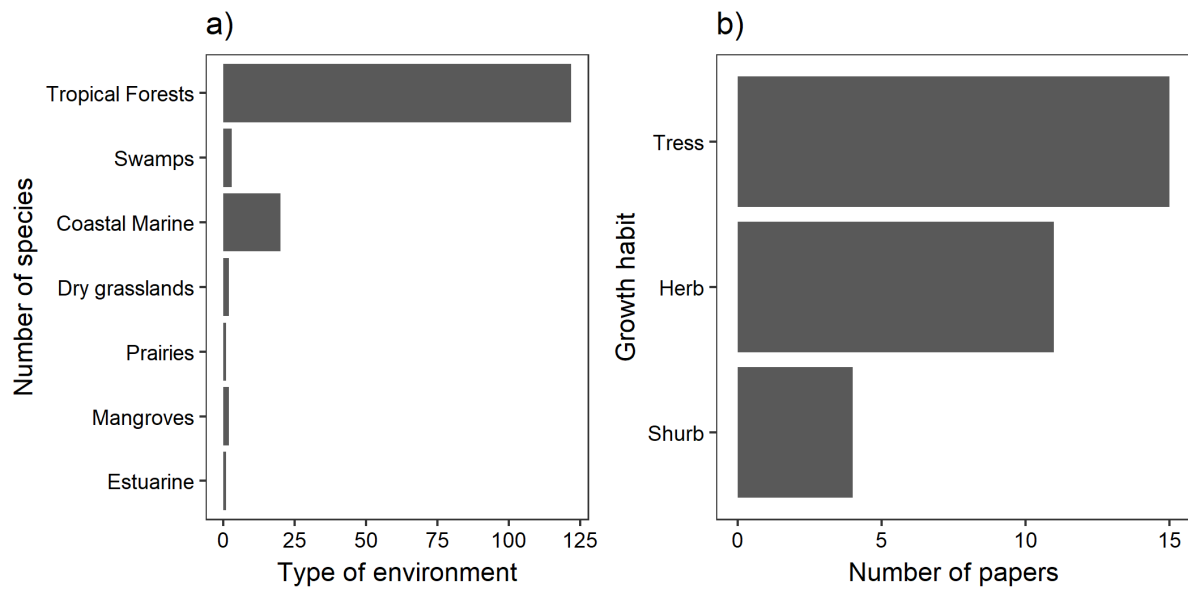 a)
Number of species
Tropical Forests
Swamps
Coastal Marine
Dry grasslands
Prairies
Mangroves
Estuarine
0 25 50 75 100 125
Type of environment
b)
Growth habit
Tress
Herb
Shurb
0 5 10 15
Number of papers